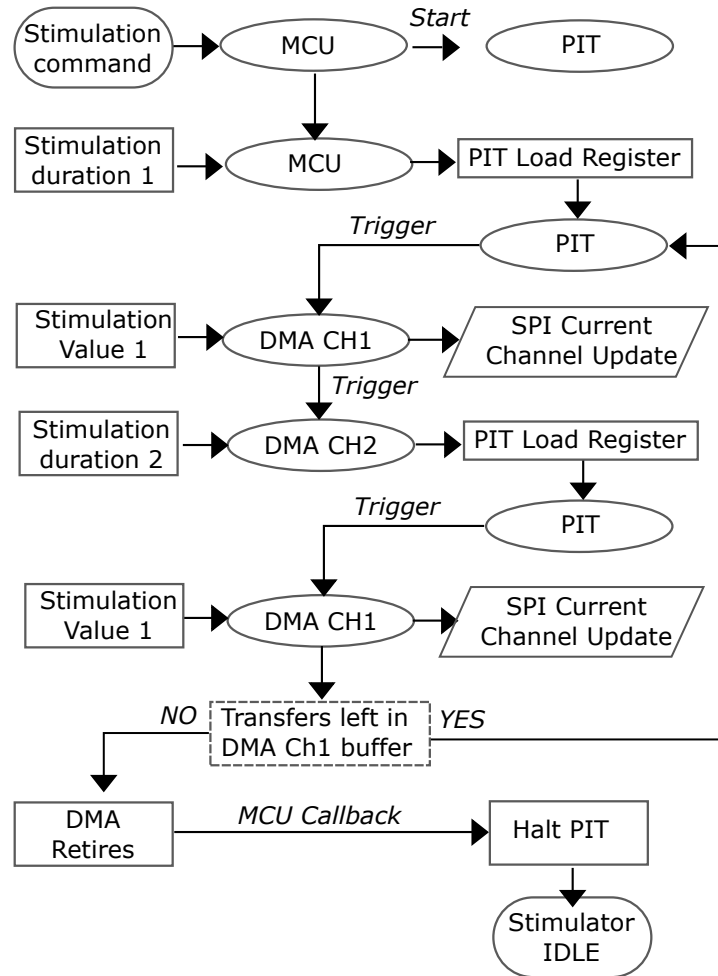 Stimulation
command
MCU
Start
PIT
Stimulation
duration 1
MCU
PIT Load Register
Trigger
PIT
Stimulation
Value 1
DMA CH1
SPI Current
Channel Update
Trigger
Stimulation
duration 2
DMA CH2
PIT Load Register
Trigger
PIT
Stimulation
Value 1
DMA CH1
SPI Current
Channel Update
NO
Transfers left in
DMA Ch1 buffer
YES
DMA
Retires
MCU Callback
Halt PIT
Stimulator
IDLE